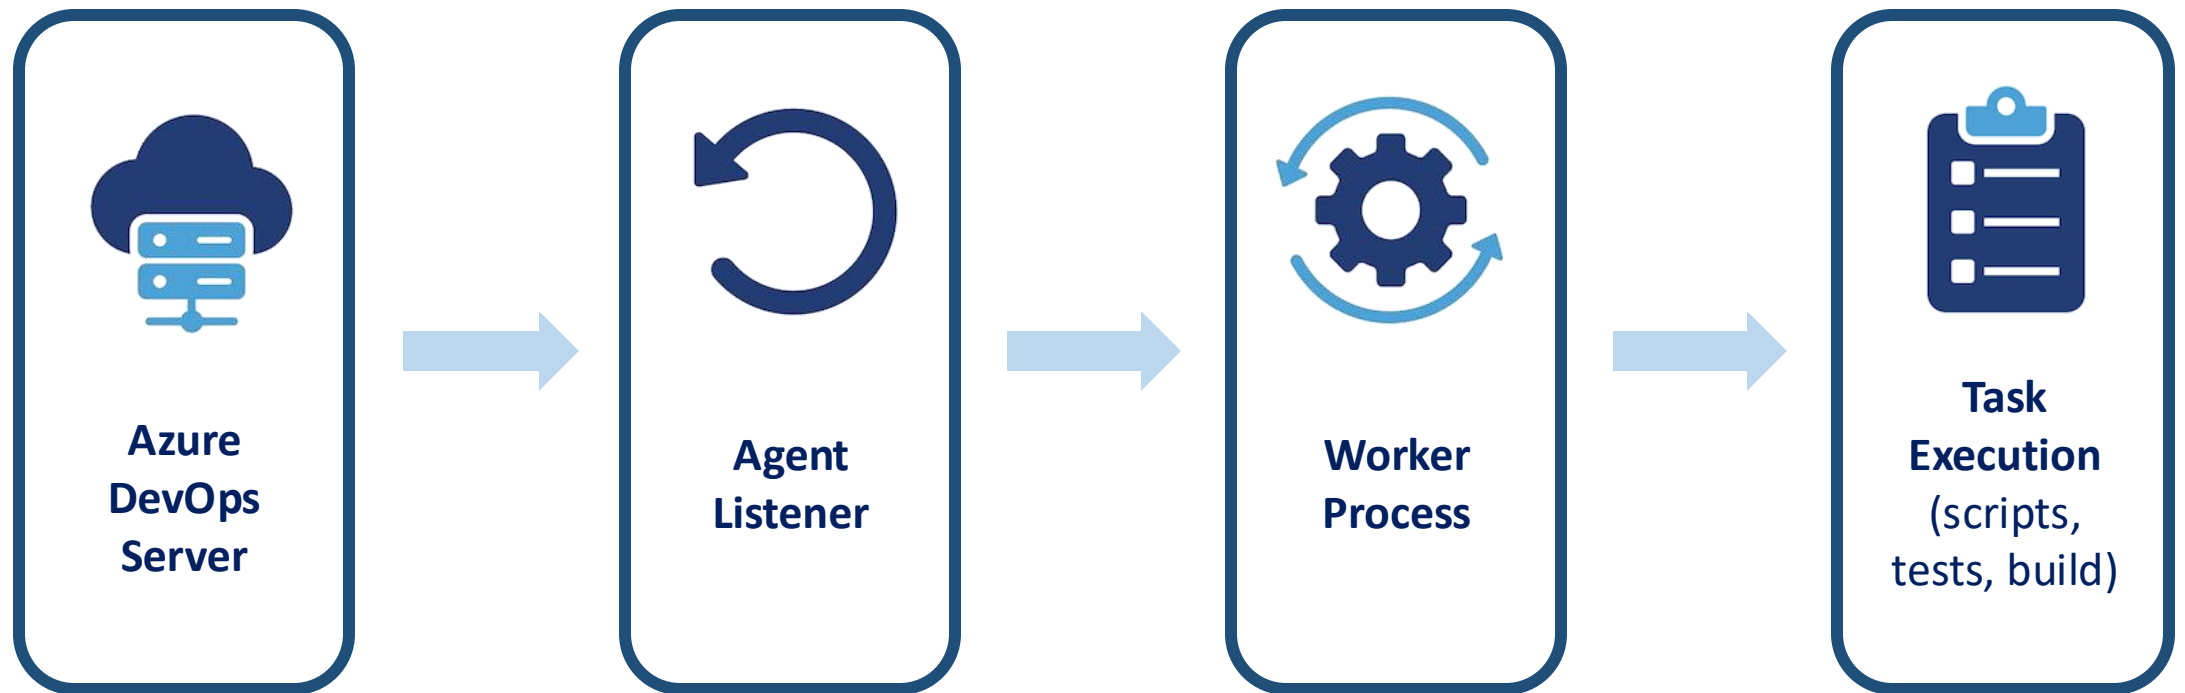 Azure
DevOps
Server
Agent
Listener
Worker
Process
Task
Execution
(scripts,
tests, build)